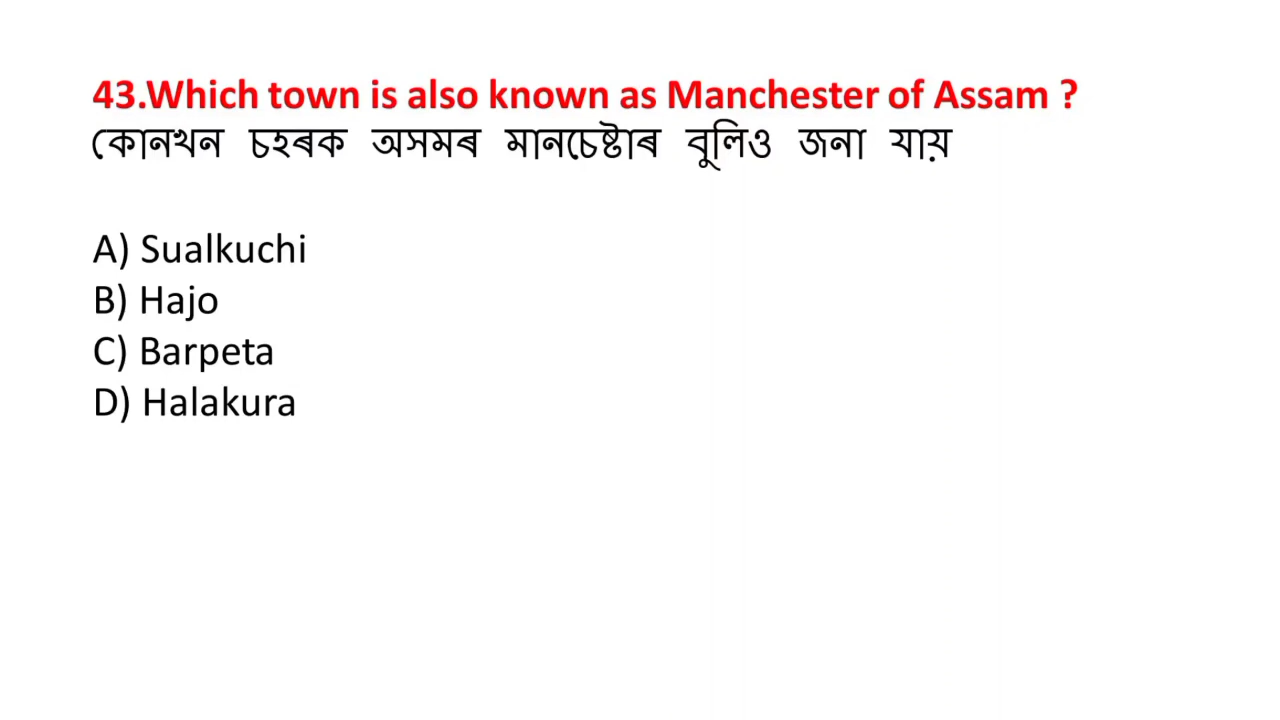 43.Which town is also known as Manchester of Assam ?
কোনখন চহৰক অসমৰ মানচেষ্টাৰ বুলিও জনা যায়
A) Sualkuchi
B) Hajo
C) Barpeta
D) Halakura